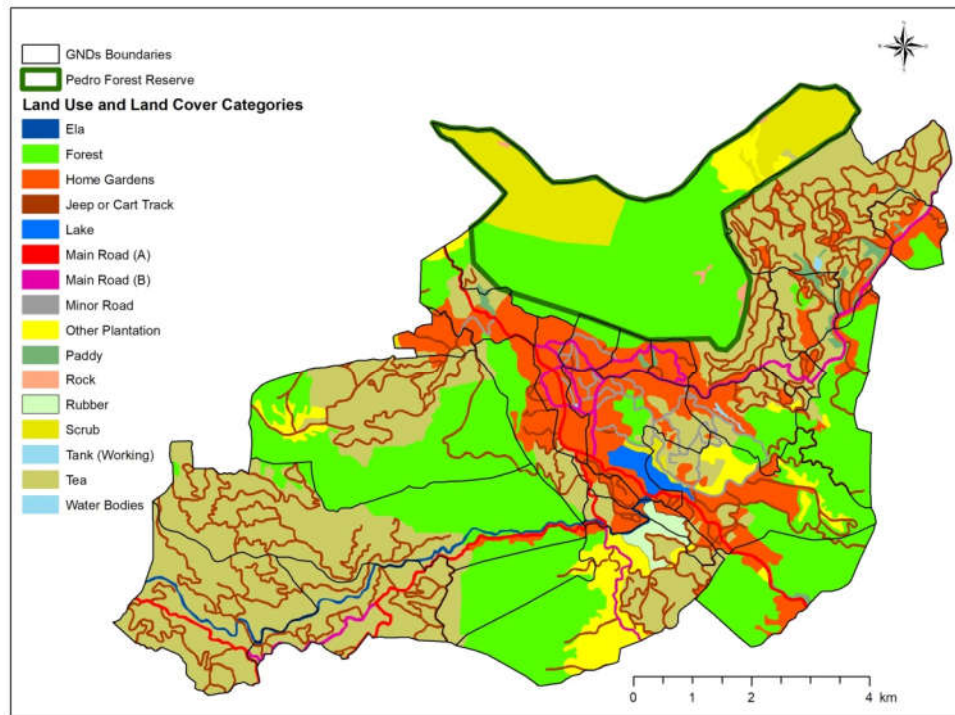 GNDs Boundaries
Pedro Forest Reserve
Land Use and Land Cover Categories
Ela
Forest
Home Gardens
Jeep or Cart Track
Lake
Main Road (A)
Main Road (B)
Minor Road
Other Plantation
Paddy
Rock
Rubber
Scrub
Tank (Working)
Tea
Water Bodies
0 2 4 km